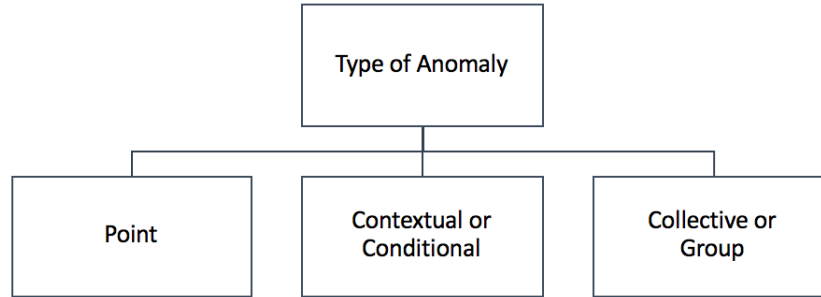 Type of Anomaly
Point
Contextual or
Conditional
Collective or
Group